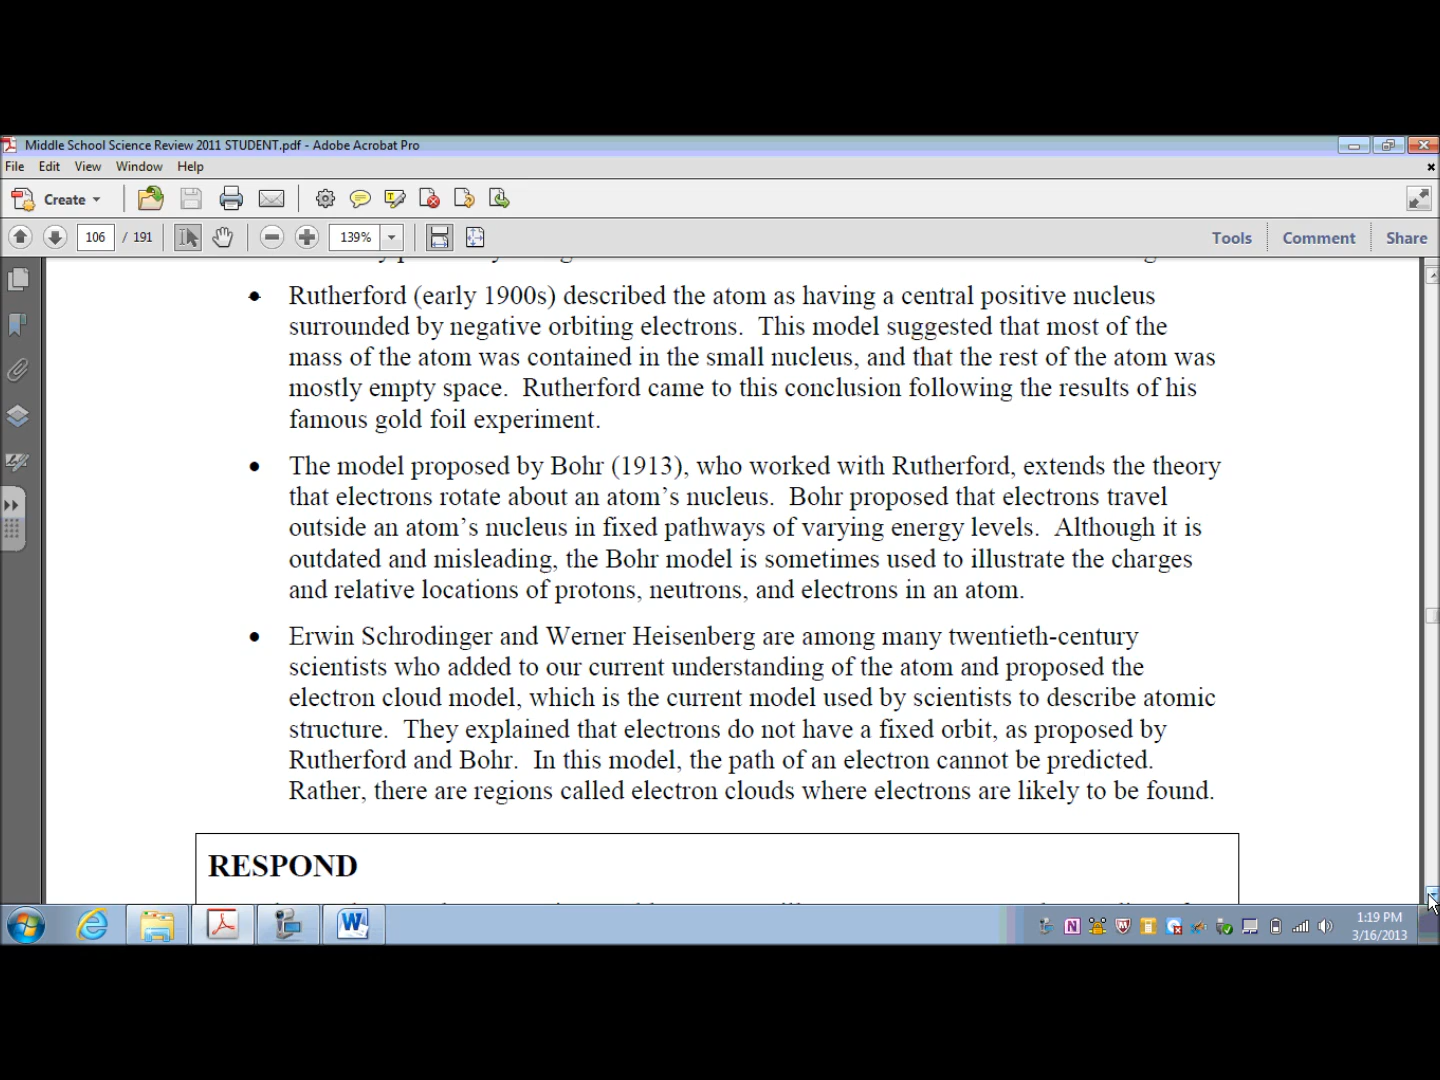 Middle School Science Review 2011 STUDENT.pdf - Adobe Acrobat Pro
File Edit View Window Help
Create
106 / 191 139% Tools Comment Share
• Rutherford (early 1900s) described the atom as having a central positive nucleus
surrounded by negative orbiting electrons. This model suggested that most of the
mass of the atom was contained in the small nucleus, and that the rest of the atom was
mostly empty space. Rutherford came to this conclusion following the results of his
famous gold foil experiment.
• The model proposed by Bohr (1913), who worked with Rutherford, extends the theory
that electrons rotate about an atom’s nucleus. Bohr proposed that electrons travel
outside an atom’s nucleus in fixed pathways of varying energy levels. Although it is
outdated and misleading, the Bohr model is sometimes used to illustrate the charges
and relative locations of protons, neutrons, and electrons in an atom.
• Erwin Schrodinger and Werner Heisenberg are among many twentieth-century
scientists who added to our current understanding of the atom and proposed the
electron cloud model, which is the current model used by scientists to describe atomic
structure. They explained that electrons do not have a fixed orbit, as proposed by
Rutherford and Bohr. In this model, the path of an electron cannot be predicted.
Rather, there are regions called electron clouds where electrons are likely to be found.
RESPOND
1:19 PM
3/16/2013